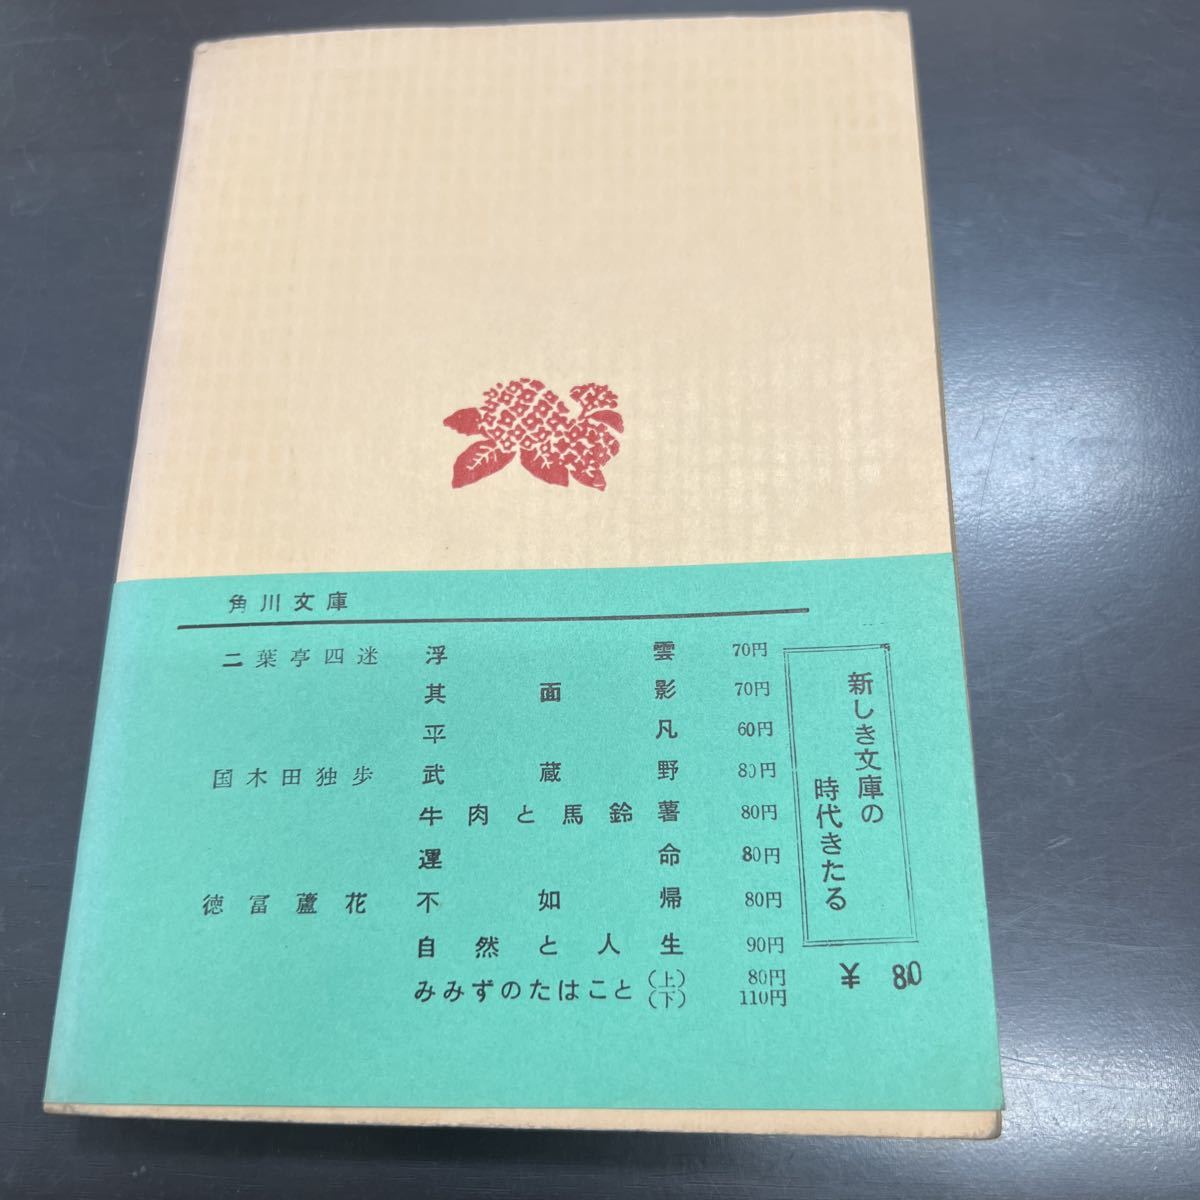 角川文庫
二葉亭四迷 浮雲 70円
其面影 70円
平凡 60円
国木田独歩 武蔵野 80円
牛肉と馬鈴薯 80円
運命 80円
徳冨蘆花 不如帰 80円
自然と人生 90円
みみずのたはこと(上) 80円
(下) 110円
新しき文庫の
時代きたる
¥ 80